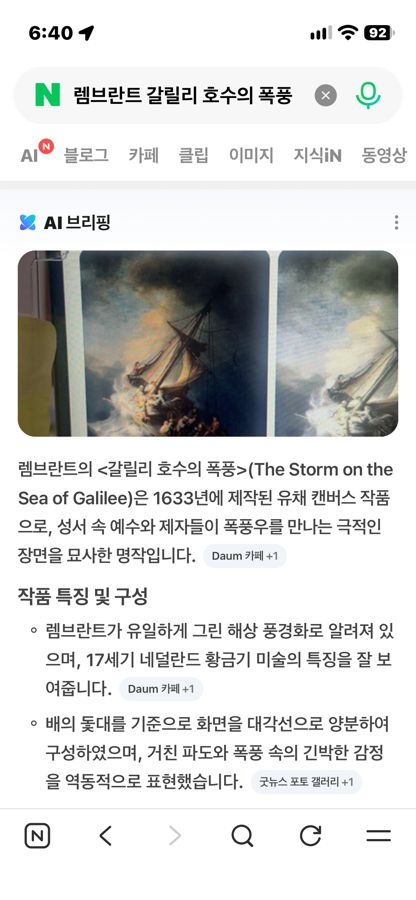 6:40
92
N 렘브란트 갈릴리 호수의 폭풍
AI N 블로그 카페 클립 이미지 지식iN 동영상
AI 브리핑
렘브란트의 <갈릴리 호수의 폭풍>(The Storm on the
Sea of Galilee)은 1633년에 제작된 유채 캔버스 작품
으로, 성서 속 예수와 제자들이 폭풍우를 만나는 극적인
장면을 묘사한 명작입니다. Daum 카페 +1
작품 특징 및 구성
렘브란트가 유일하게 그린 해상 풍경화로 알려져 있
으며, 17세기 네덜란드 황금기 미술의 특징을 잘 보
여줍니다. Daum 카페 +1
배의 돛대를 기준으로 화면을 대각선으로 양분하여
구성하였으며, 거친 파도와 폭풍 속의 긴박한 감정
을 역동적으로 표현했습니다. 굿뉴스 포토 갤러리 +1
N